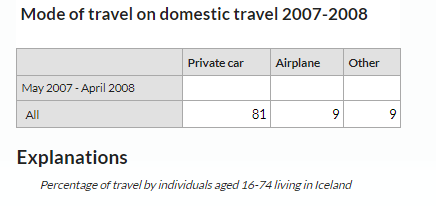 Mode of travel on domestic travel 2007-2008
Private car Airplane Other
May 2007 - April 2008
All 81 9 9
Explanations
Percentage of travel by individuals aged 16-74 living in Iceland